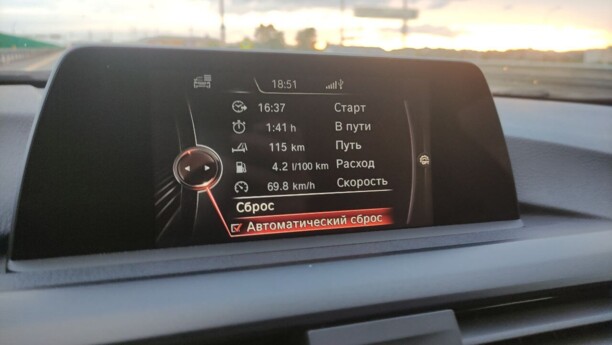 18:51
16:37 Старт
1:41 h В пути
115 km Путь
4.2 l/100 km Расход
69.8 km/h Скорость
Сброс
Автоматический сброс